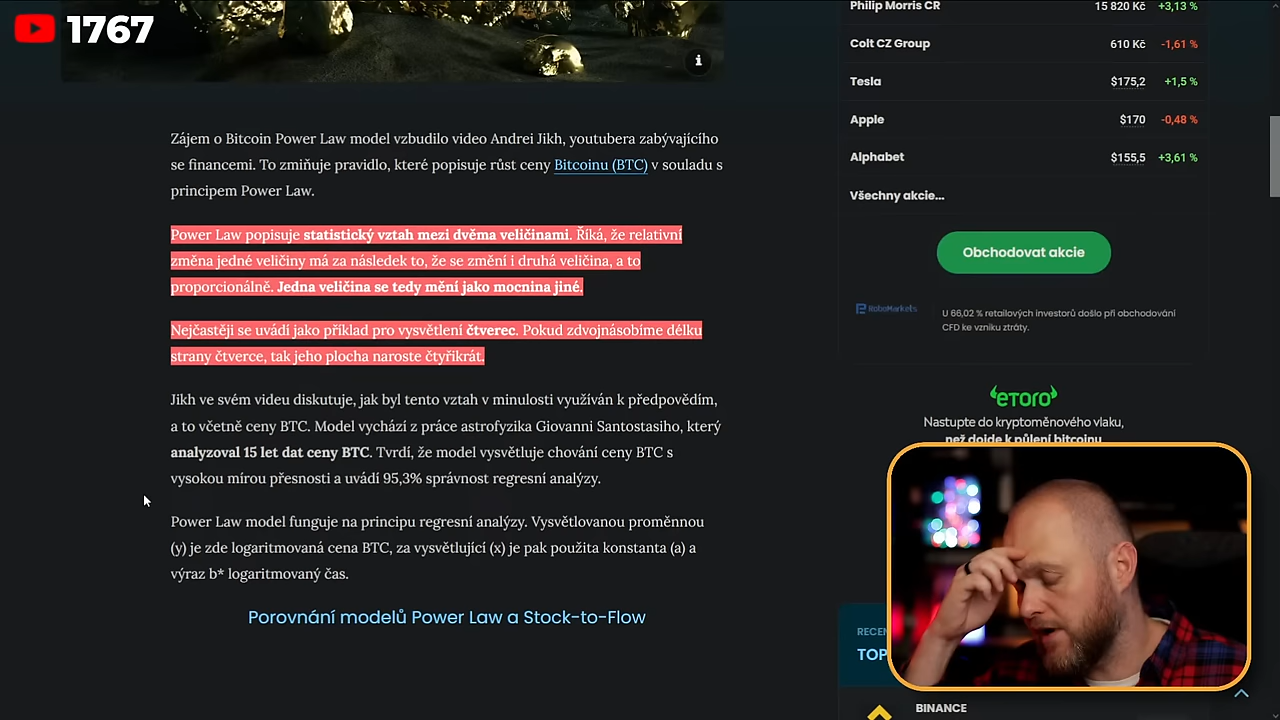 1767
Zájem o Bitcoin Power Law model vzbudilo video Andrei Jikh, youtubera zabývajícího
se financemi. To zmiňuje pravidlo, které popisuje růst ceny Bitcoinu (BTC) v souladu s
principem Power Law.
Power Law popisuje statistický vztah mezi dvěma veličinami. Říká, že relativní
změna jedné veličiny má za následek to, že se změní i druhá veličina, a to
proporcionálně. Jedna veličina se tedy mění jako mocnina jiné.
Nejčastěji se uvádí jako příklad pro vysvětlení čtverec. Pokud zdvojnásobíme délku
strany čtverce, tak jeho plocha naroste čtyřikrát.
Jikh ve svém videu diskutuje, jak byl tento vztah v minulosti využíván k předpovědím,
a to včetně ceny BTC. Model vychází z práce astrofyzika Giovanni Santostasiho, který
analyzoval 15 let dat ceny BTC. Tvrdí, že model vysvětluje chování ceny BTC s
vysokou mírou přesnosti a uvádí 95,3% správnost regresní analýzy.
Power Law model funguje na principu regresní analýzy. Vysvětlovanou proměnnou
(y) je zde logaritmovaná cena BTC, za vysvětlující (x) je pak použita konstanta (a) a
výraz b* logaritmovaný čas.
Porovnání modelů Power Law a Stock-to-Flow
Philip Morris CR 15 820 Kč +3,13 %
Colt CZ Group 610 Kč -1,61 %
Tesla $175,2 +1,5 %
Apple $170 -0,48 %
Alphabet $155,5 +3,61 %
Všechny akcie...
Obchodovat akcie
RoboMarkets
U 66,02 % retailových investorů došlo při obchodování
CFD ke vzniku ztráty.
eToro
Nastupte do kryptoměnového vlaku,
než dojde k půlení bitcoinu
RECEN
TOP
BINANCE